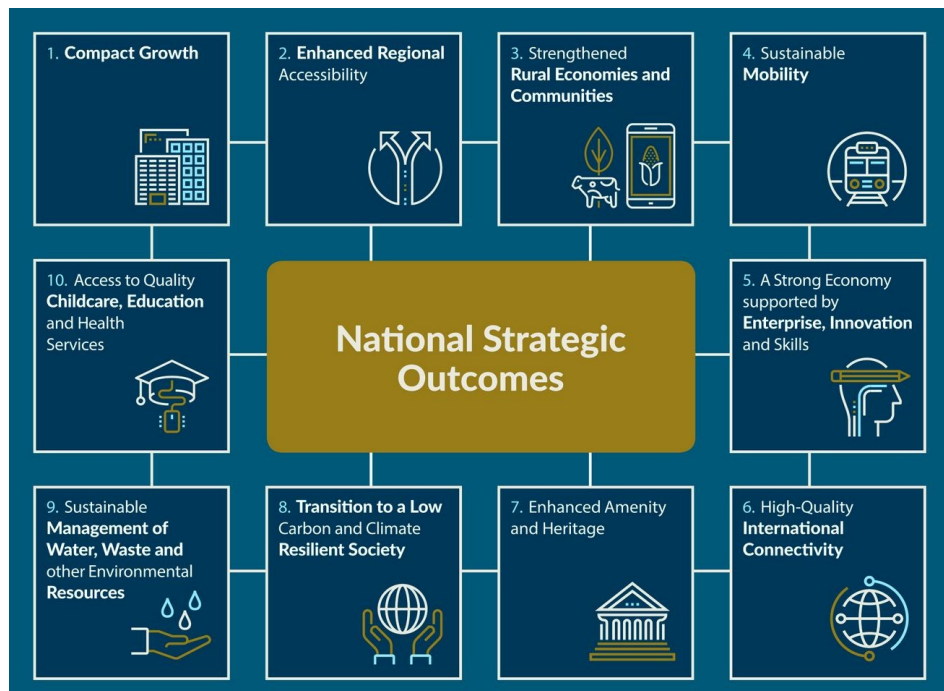 1. Compact Growth
2. Enhanced Regional
Accessibility
3. Strengthened
Rural Economies and
Communities
4. Sustainable
Mobility
10. Access to Quality
Childcare, Education
and Health
Services
National Strategic
Outcomes
5. A Strong Economy
supported by
Enterprise, Innovation
and Skills
9. Sustainable
Management of
Water, Waste and
other Environmental
Resources
8. Transition to a Low
Carbon and Climate
Resilient Society
7. Enhanced Amenity
and Heritage
6. High-Quality
International
Connectivity